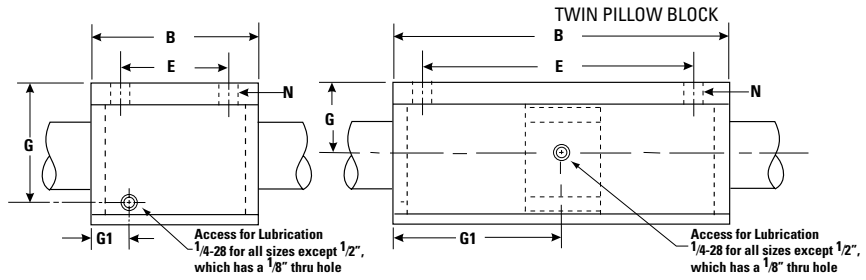 TWIN PILLOW BLOCK
B
E
N
G
G1
Access for Lubrication
1/4-28 for all sizes except 1/2",
which has a 1/8" thru hole
B
E
N
G
G1
Access for Lubrication
1/4-28 for all sizes except 1/2",
which has a 1/8" thru hole